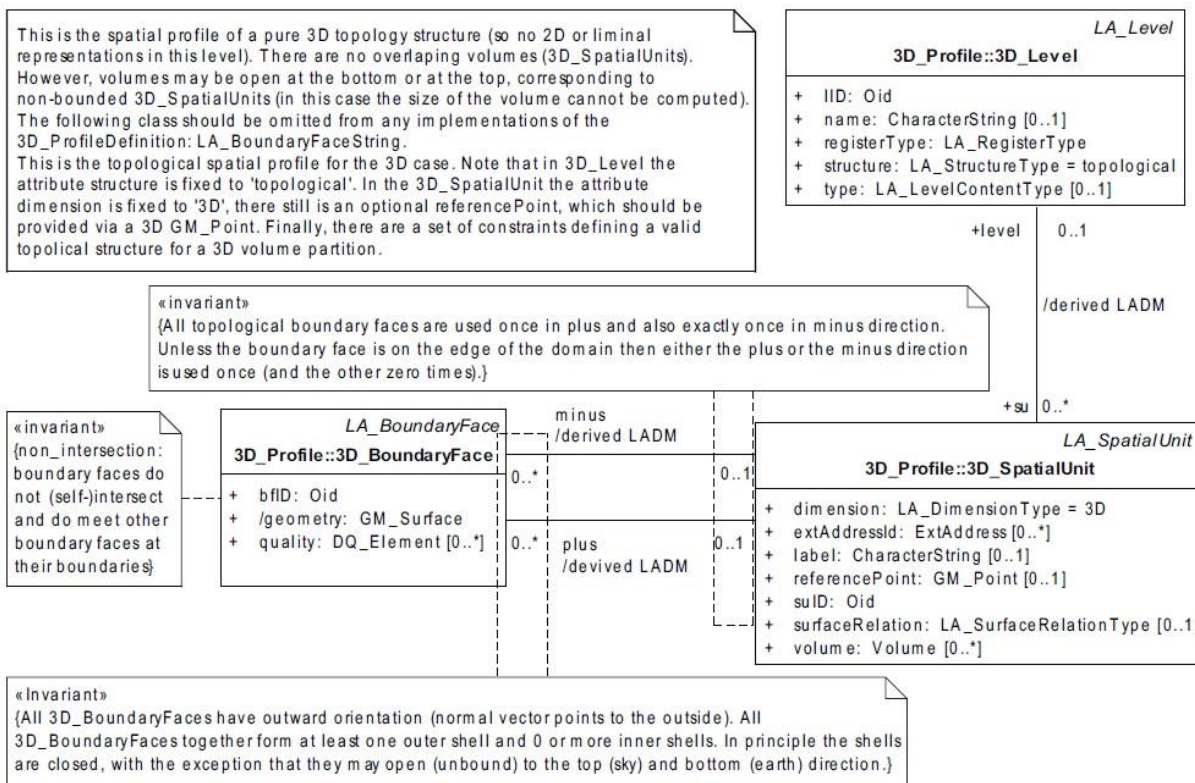 This is the spatial profile of a pure 3D topology structure (so no 2D or liminal
representations in this level). There are no overlaping volumes (3D_SpatialUnits).
However, volumes may be open at the bottom or at the top, corresponding to
non-bounded 3D_SpatialUnits (in this case the size of the volume cannot be computed).
The following class should be omitted from any implementations of the
3D_ProfileDefinition: LA_BoundaryFaceString.
This is the topological spatial profile for the 3D case. Note that in 3D_Level the
attribute structure is fixed to 'topological'. In the 3D_SpatialUnit the attribute
dimension is fixed to '3D', there still is an optional referencePoint, which should be
provided via a 3D GM_Point. Finally, there are a set of constraints defining a valid
topolical structure for a 3D volume partition.
LA_Level
3D_Profile::3D_Level
+ lID: Oid
+ name: CharacterString [0..1]
+ registerType: LA_RegisterType
+ structure: LA_StructureType = topological
+ type: LA_LevelContentType [0..1]
+level 0..1
/derived LADM
+su 0..*
«invariant»
{All topological boundary faces are used once in plus and also exactly once in minus direction.
Unless the boundary face is on the edge of the domain then either the plus or the minus direction
is used once (and the other zero times).}
«invariant»
{non_intersection:
boundary faces do
not (self-)intersect
and do meet other
boundary faces at
their boundaries}
LA_BoundaryFace
3D_Profile::3D_BoundaryFace
+ bfID: Oid
+ /geometry: GM_Surface
+ quality: DQ_Element [0..*]
minus
/derived LADM
0..* 0..1
0..* plus 0..1
/devived LADM
LA_SpatialUnit
3D_Profile::3D_SpatialUnit
+ dimension: LA_DimensionType = 3D
+ extAddressId: ExtAddress [0..*]
+ label: CharacterString [0..1]
+ referencePoint: GM_Point [0..1]
+ suID: Oid
+ surfaceRelation: LA_SurfaceRelationType [0..1
+ volume: Volume [0..*]
«Invariant»
{All 3D_BoundaryFaces have outward orientation (normal vector points to the outside). All
3D_BoundaryFaces together form at least one outer shell and 0 or more inner shells. In principle the shells
are closed, with the exception that they may open (unbound) to the top (sky) and bottom (earth) direction.}